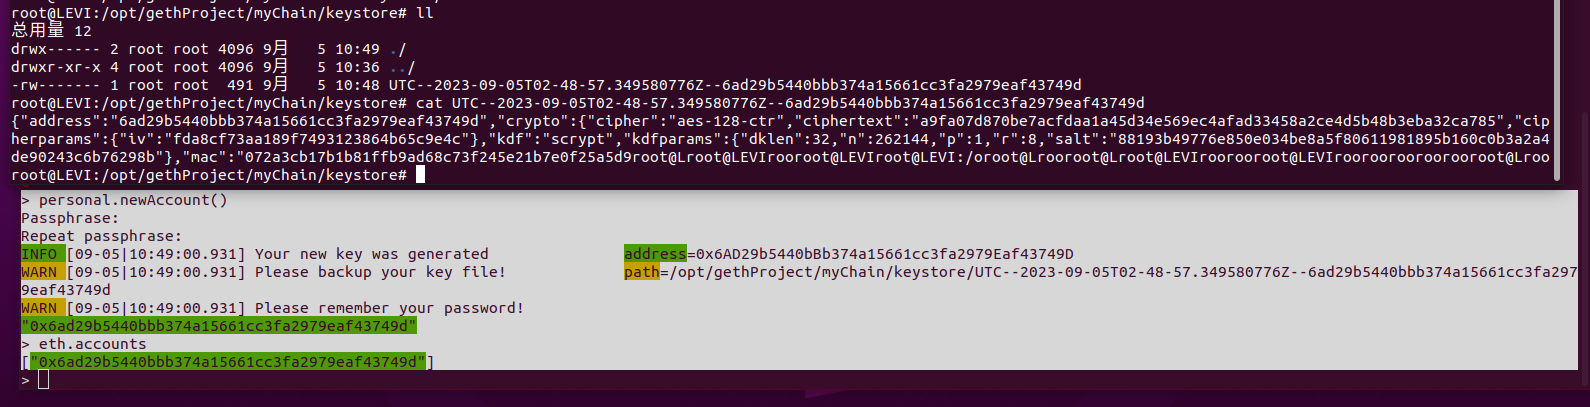 root@LEVI:/opt/gethProject/myChain/keystore# ll
总用量 12
drwx------ 2 root root 4096 9月   5 10:49 ./
drwxr-xr-x 4 root root 4096 9月   5 10:36 ../
-rw------- 1 root root  491 9月   5 10:48 UTC--2023-09-05T02-48-57.349580776Z--6ad29b5440bbb374a15661cc3fa2979eaf43749d
root@LEVI:/opt/gethProject/myChain/keystore# cat UTC--2023-09-05T02-48-57.349580776Z--6ad29b5440bbb374a15661cc3fa2979eaf43749d
{"address":"6ad29b5440bbb374a15661cc3fa2979eaf43749d","crypto":{"cipher":"aes-128-ctr","ciphertext":"a9fa07d870be7acfdaa1a45d34e569ec4afad33458a2ce4d5b48b3eba32ca785","cip
herparams":{"iv":"fda8cf73aa189f7493123864b65c9e4c"},"kdf":"scrypt","kdfparams":{"dklen":32,"n":262144,"p":1,"r":8,"salt":"88193b49776e850e034be8a5f80611981895b160c0b3a2a4
de90243c6b76298b"},"mac":"072a3cb17b1b81ffb9ad68c73f245e21b7e0f25a5d9root@Lroot@LEVIrooroot@LEVIroot@LEVI:/oroot@Lrooroot@Lroot@LEVIroorooroot@LEVIroorooroorooroot@Lroo
root@LEVI:/opt/gethProject/myChain/keystore#
> personal.newAccount()
Passphrase:
Repeat passphrase:
INFO [09-05|10:49:00.931] Your new key was generated address=0x6AD29b5440bBb374a15661cc3fa2979Eaf43749D
WARN [09-05|10:49:00.931] Please backup your key file! path=/opt/gethProject/myChain/keystore/UTC--2023-09-05T02-48-57.349580776Z--6ad29b5440bbb374a15661cc3fa297
9eaf43749d
WARN [09-05|10:49:00.931] Please remember your password!
"0x6ad29b5440bbb374a15661cc3fa2979eaf43749d"
> eth.accounts
["0x6ad29b5440bbb374a15661cc3fa2979eaf43749d"]
>